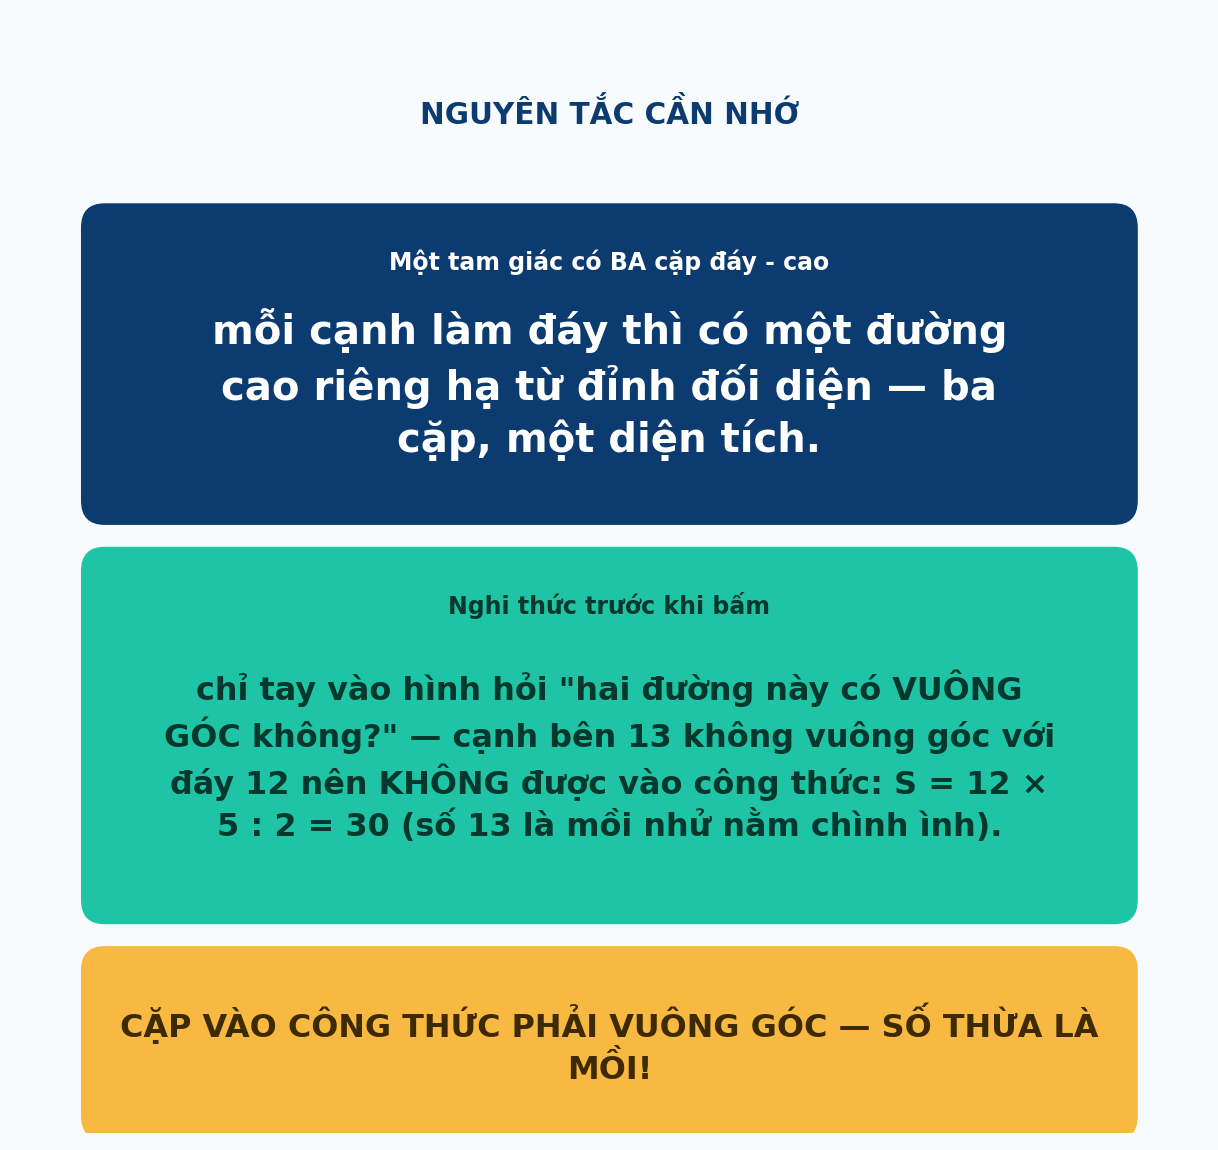 NGUYÊN TẮC CẦN NHỚ
Một tam giác có BA cặp đáy - cao
mỗi cạnh làm đáy thì có một đường
cao riêng hạ từ đỉnh đối diện — ba
cặp, một diện tích.
Nghi thức trước khi bấm
chỉ tay vào hình hỏi "hai đường này có VUÔNG
GÓC không?" — cạnh bên 13 không vuông góc với
đáy 12 nên KHÔNG được vào công thức: S = 12 ×
5 : 2 = 30 (số 13 là mồi nhử nằm chình ình).
CẶP VÀO CÔNG THỨC PHẢI VUÔNG GÓC — SỐ THỪA LÀ
MỒI!